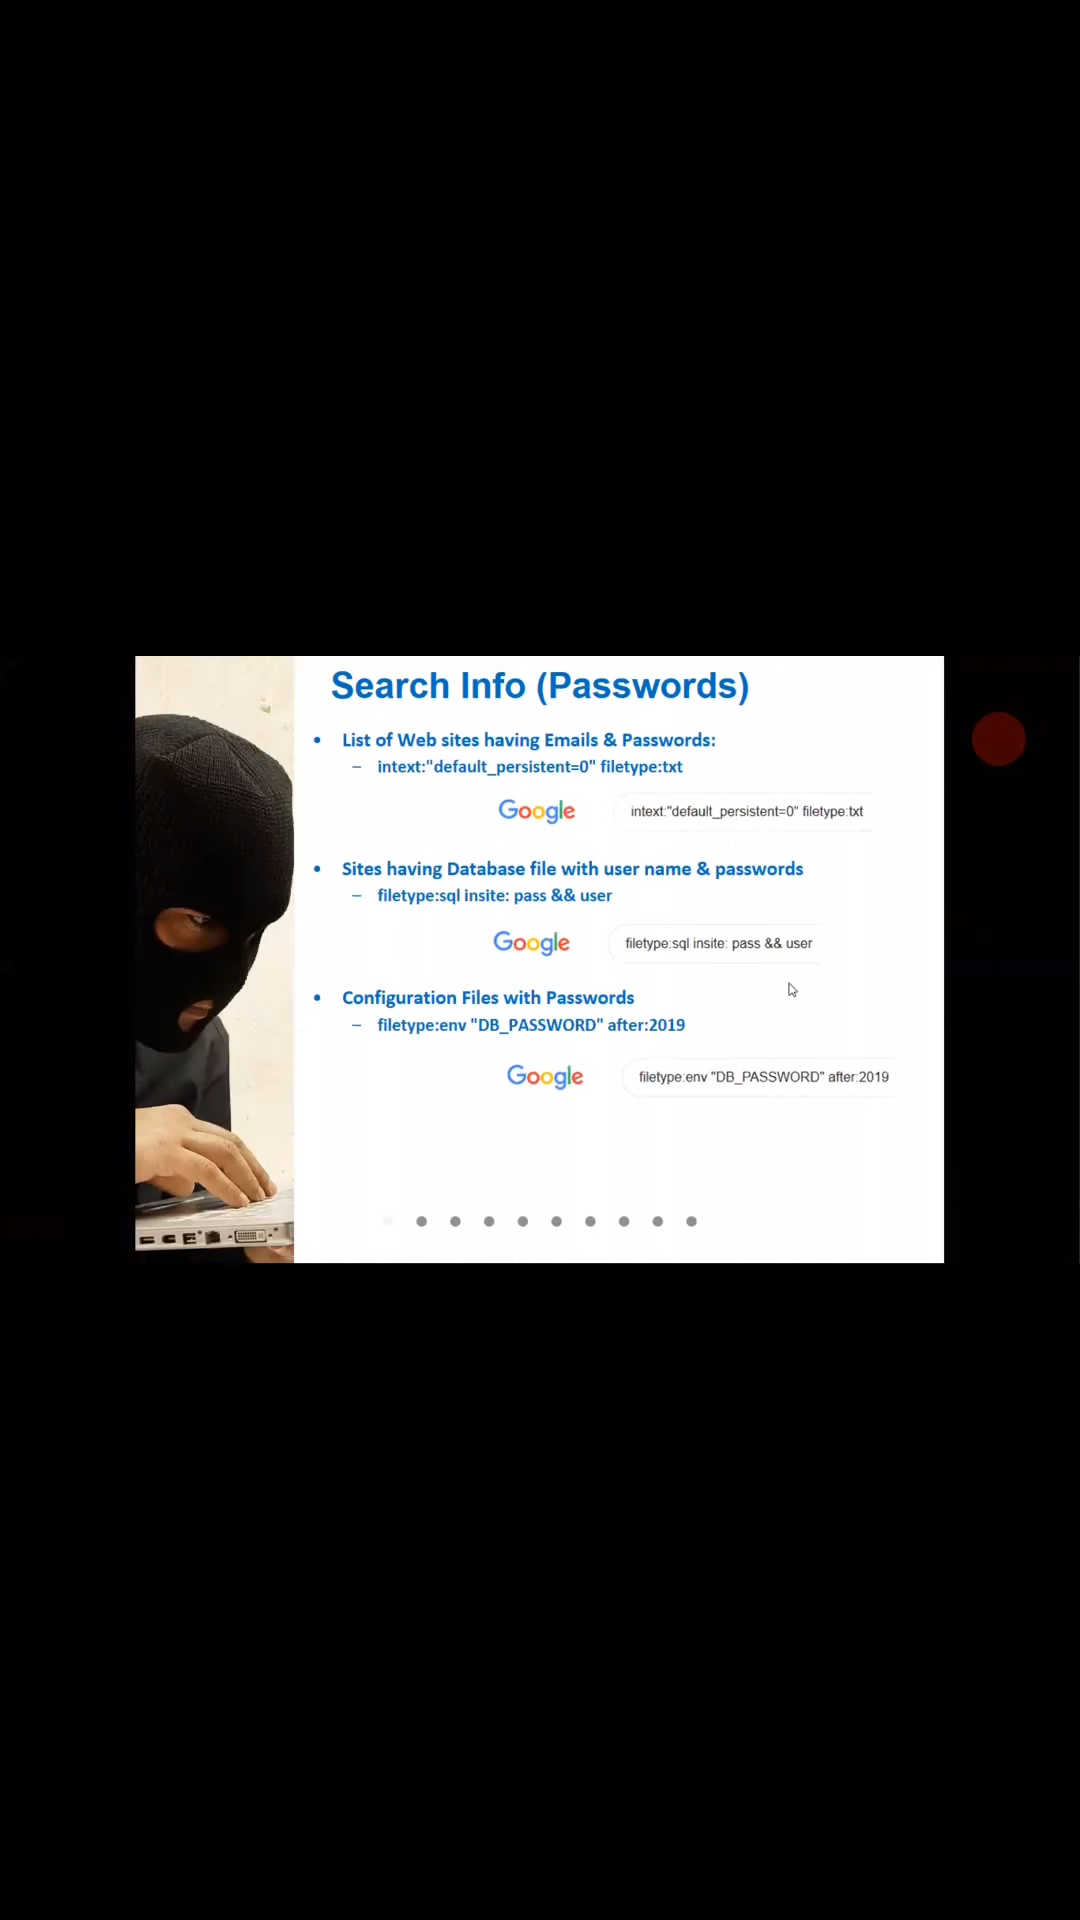 Search Info (Passwords)
• List of Web sites having Emails & Passwords:
– intext:"default_persistent=0" filetype:txt
Google intext:"default_persistent=0" filetype:txt
• Sites having Database file with user name & passwords
– filetype:sql insite: pass && user
Google filetype:sql insite: pass && user
• Configuration Files with Passwords
– filetype:env "DB_PASSWORD" after:2019
Google filetype:env "DB_PASSWORD" after:2019